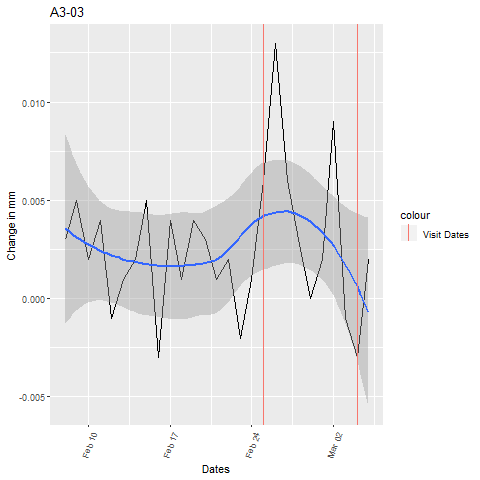 A3-03
Change in mm
0.010
0.005
0.000
-0.005
Feb 10
Feb 17
Feb 24
Mar 02
Dates
colour
Visit Dates